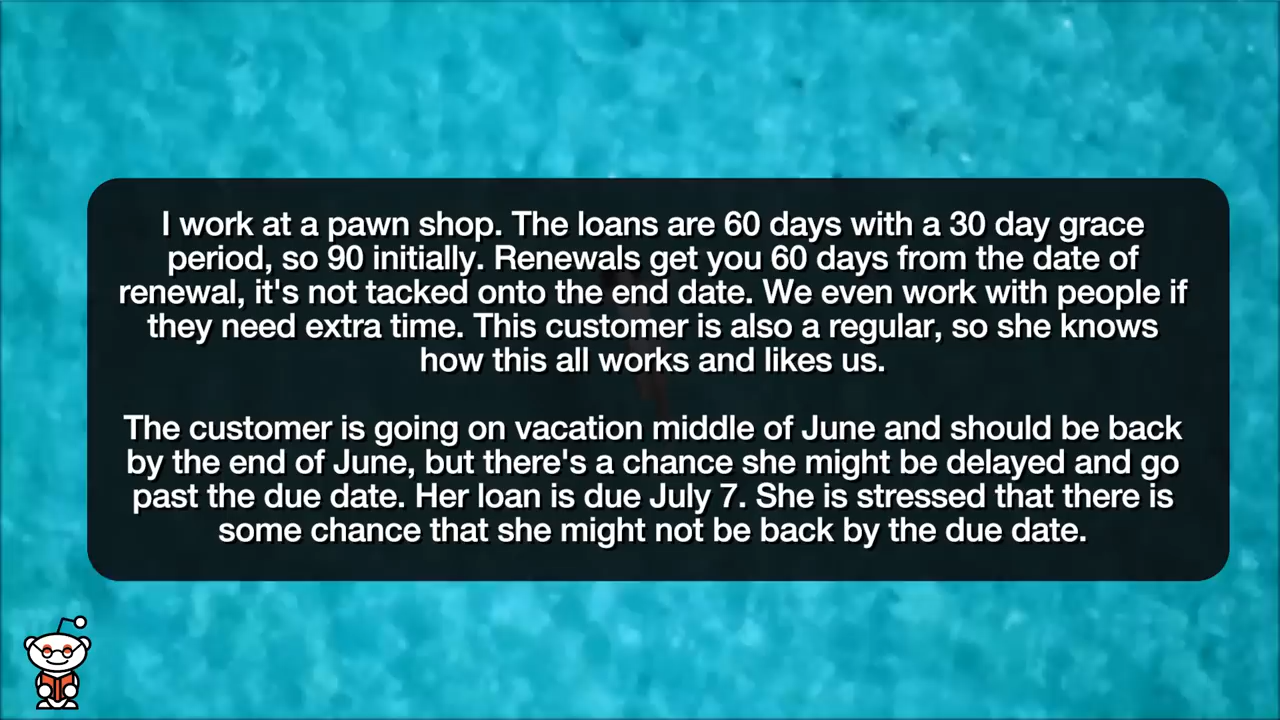 I work at a pawn shop. The loans are 60 days with a 30 day grace
period, so 90 initially. Renewals get you 60 days from the date of
renewal, it's not tacked onto the end date. We even work with people if
they need extra time. This customer is also a regular, so she knows
how this all works and likes us.
The customer is going on vacation middle of June and should be back
by the end of June, but there's a chance she might be delayed and go
past the due date. Her loan is due July 7. She is stressed that there is
some chance that she might not be back by the due date.